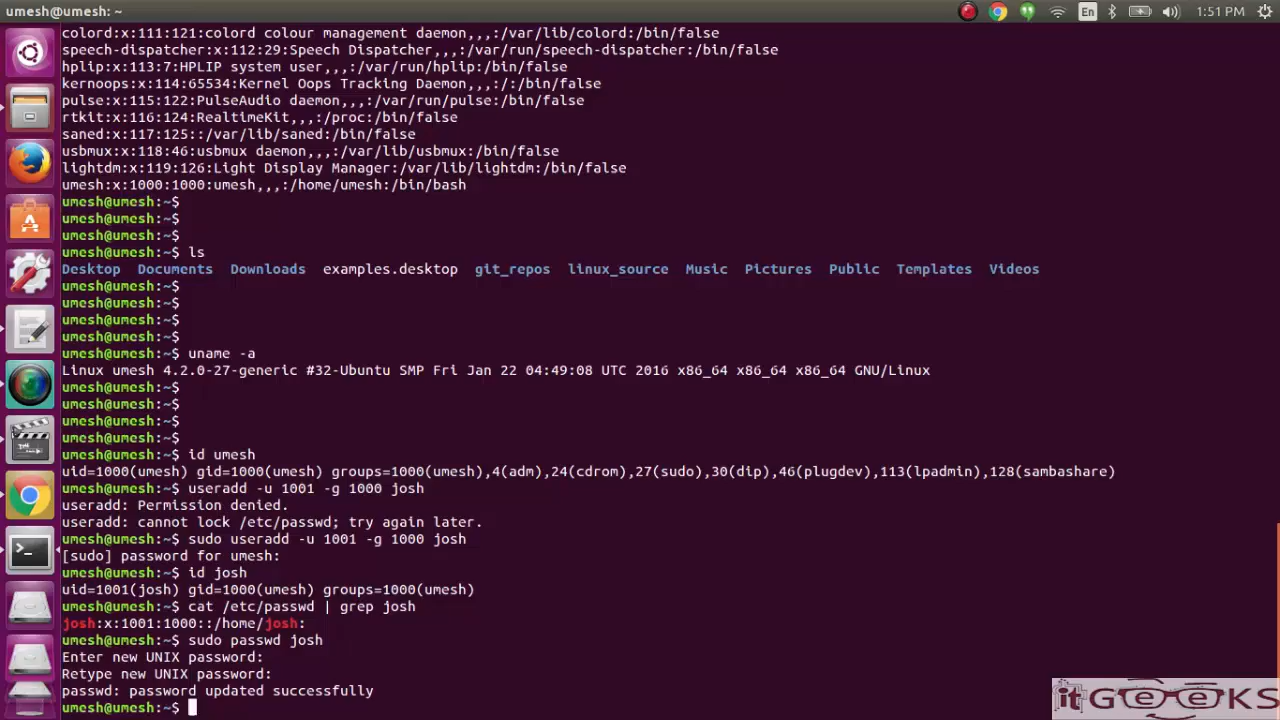 umesh@umesh: ~
En
1:51 PM
colord:x:111:121:colord colour management daemon,,,:/var/lib/colord:/bin/false
speech-dispatcher:x:112:29:Speech Dispatcher,,,:/var/run/speech-dispatcher:/bin/false
hplip:x:113:7:HPLIP system user,,,:/var/run/hplip:/bin/false
kernoops:x:114:65534:Kernel Oops Tracking Daemon,,,:/:/bin/false
pulse:x:115:122:PulseAudio daemon,,,:/var/run/pulse:/bin/false
rtkit:x:116:124:RealtimeKit,,,:/proc:/bin/false
saned:x:117:125::/var/lib/saned:/bin/false
usbmux:x:118:46:usbmux daemon,,,:/var/lib/usbmux:/bin/false
lightdm:x:119:126:Light Display Manager:/var/lib/lightdm:/bin/false
umesh:x:1000:1000:umesh,,,:/home/umesh:/bin/bash
umesh@umesh:~$
umesh@umesh:~$
umesh@umesh:~$
umesh@umesh:~$ ls
Desktop Documents Downloads examples.desktop git_repos linux_source Music Pictures Public Templates Videos
umesh@umesh:~$
umesh@umesh:~$
umesh@umesh:~$
umesh@umesh:~$
umesh@umesh:~$ uname -a
Linux umesh 4.2.0-27-generic #32-Ubuntu SMP Fri Jan 22 04:49:08 UTC 2016 x86_64 x86_64 x86_64 GNU/Linux
umesh@umesh:~$
umesh@umesh:~$
umesh@umesh:~$
umesh@umesh:~$
umesh@umesh:~$ id umesh
uid=1000(umesh) gid=1000(umesh) groups=1000(umesh),4(adm),24(cdrom),27(sudo),30(dip),46(plugdev),113(lpadmin),128(sambashare)
umesh@umesh:~$ useradd -u 1001 -g 1000 josh
useradd: Permission denied.
useradd: cannot lock /etc/passwd; try again later.
umesh@umesh:~$ sudo useradd -u 1001 -g 1000 josh
[sudo] password for umesh:
umesh@umesh:~$ id josh
uid=1001(josh) gid=1000(umesh) groups=1000(umesh)
umesh@umesh:~$ cat /etc/passwd | grep josh
josh:x:1001:1000::/home/josh:
umesh@umesh:~$ sudo passwd josh
Enter new UNIX password:
Retype new UNIX password:
passwd: password updated successfully
umesh@umesh:~$
itGeeKS